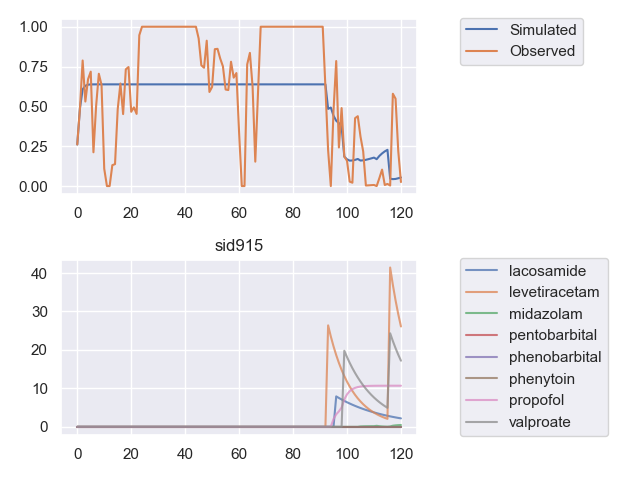 1.00
0.75
0.50
0.25
0.00
0 20 40 60 80 100 120
Simulated
Observed
sid915
40
30
20
10
0
0 20 40 60 80 100 120
lacosamide
levetiracetam
midazolam
pentobarbital
phenobarbital
phenytoin
propofol
valproate